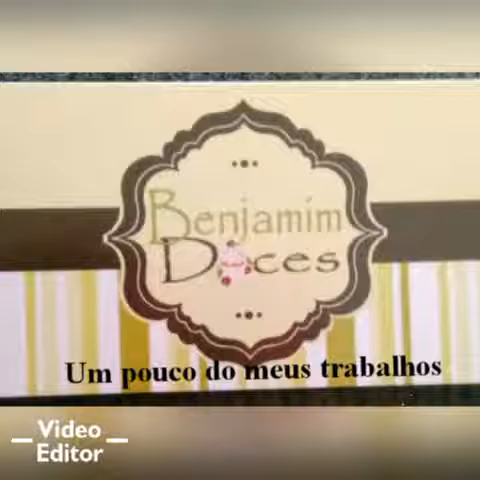 Benjamim
Doces
Um pouco do meus trabalhos
Video
Editor